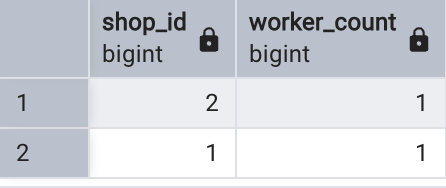 shop_id worker_count
bigint bigint
1 2 1
2 1 1